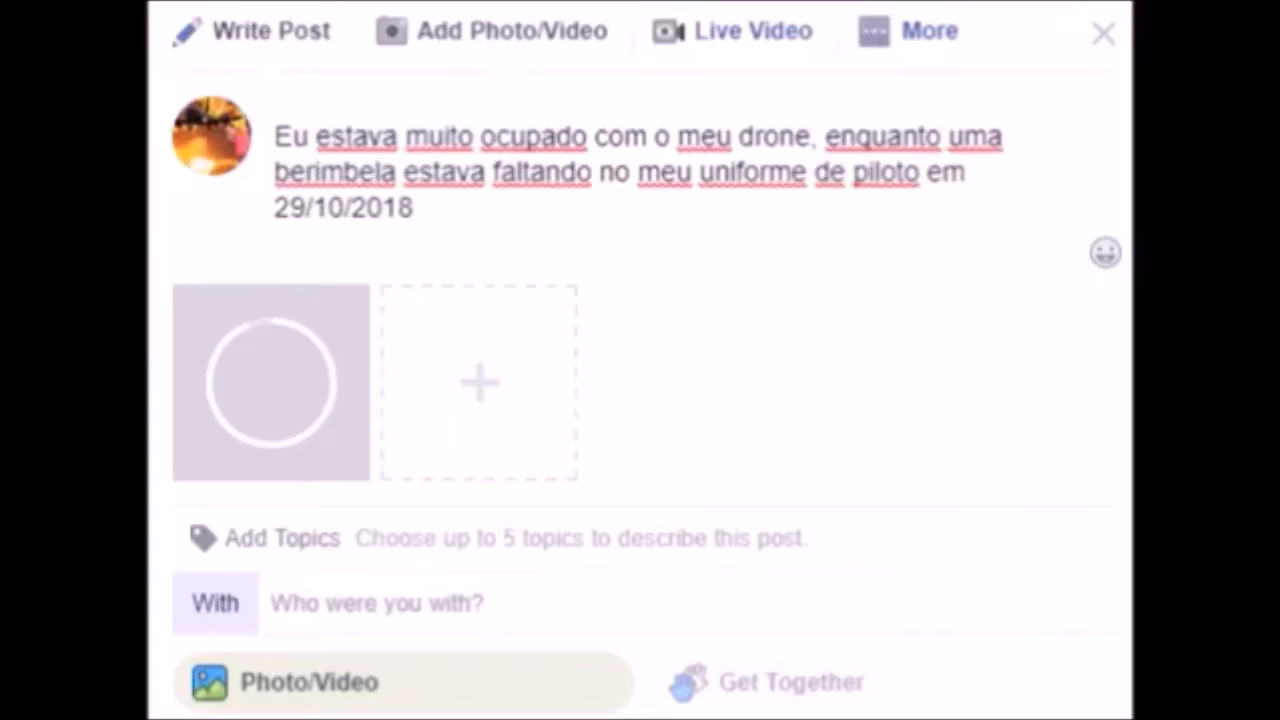 Write Post Add Photo/Video Live Video More
Eu estava muito ocupado com o meu drone, enquanto uma
berimbela estava faltando no meu uniforme de piloto em
29/10/2018
Add Topics Choose up to 5 topics to describe this post.
With Who were you with?
Photo/Video Get Together